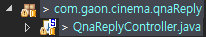 > com.gaon.cinema.qnaReply
> QnaReplyController.java